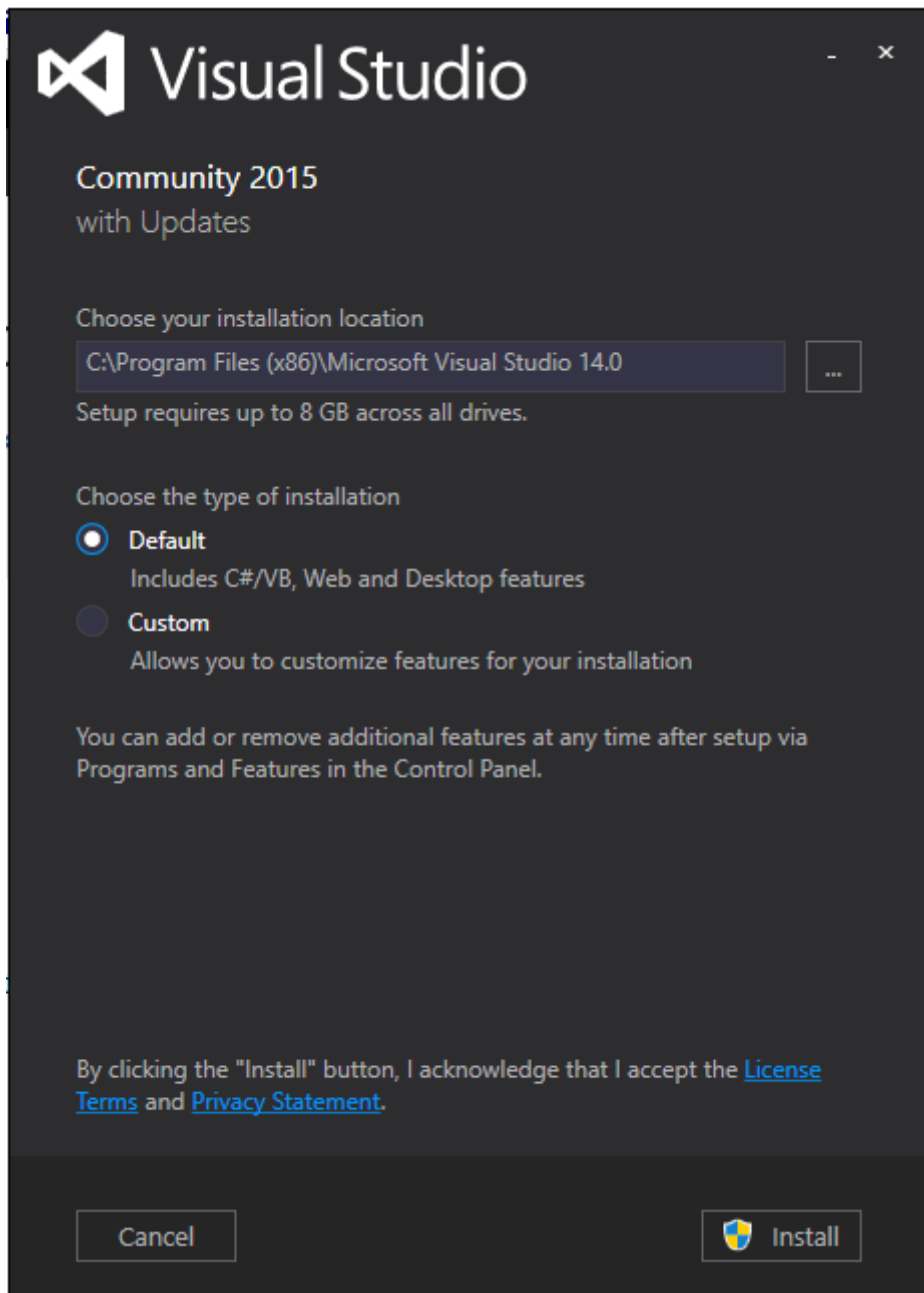 Visual Studio
Community 2015
with Updates
Choose your installation location
C:\Program Files (x86)\Microsoft Visual Studio 14.0
...
Setup requires up to 8 GB across all drives.
Choose the type of installation
Default
Includes C#/VB, Web and Desktop features
Custom
Allows you to customize features for your installation
You can add or remove additional features at any time after setup via
Programs and Features in the Control Panel.
By clicking the "Install" button, I acknowledge that I accept the License
Terms and Privacy Statement.
Cancel
Install